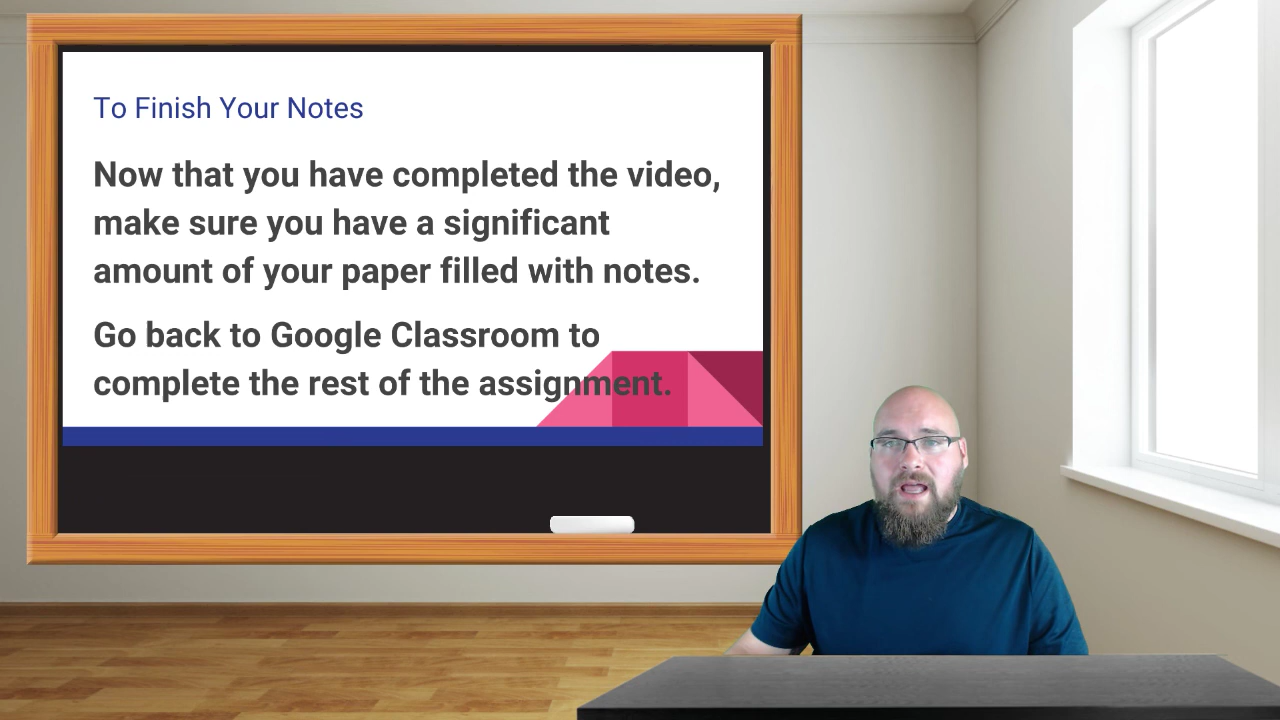 To Finish Your Notes
Now that you have completed the video,
make sure you have a significant
amount of your paper filled with notes.
Go back to Google Classroom to
complete the rest of the assignment.